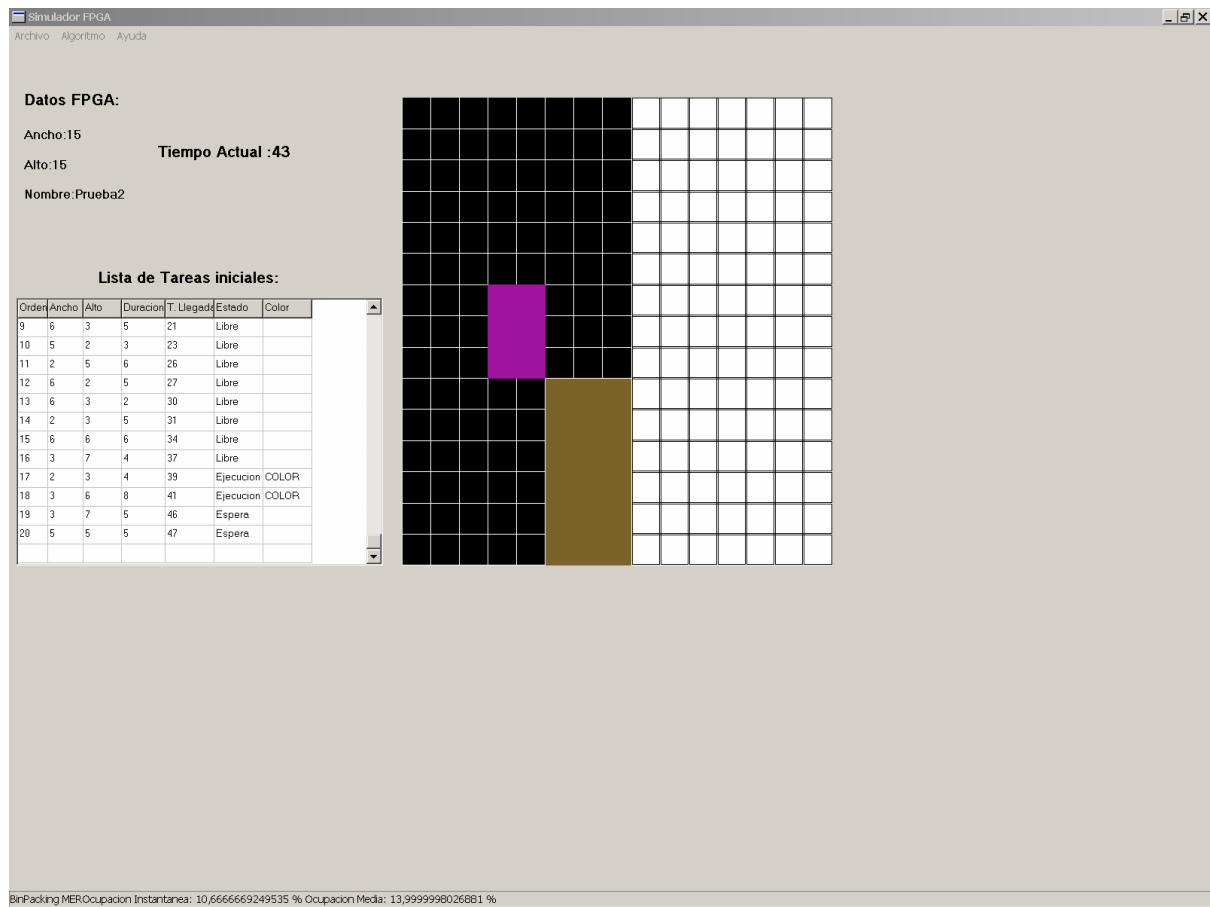 Simulador FPGA
Archivo Algoritmo Ayuda
Datos FPGA:
Ancho:15
Tiempo Actual :43
Alto:15
Nombre:Prueba2
Lista de Tareas iniciales:
Orden Ancho Alto Duracion T. Llegada Estado Color
9 6 3 5 21 Libre
10 5 2 3 23 Libre
11 2 5 6 26 Libre
12 6 2 5 27 Libre
13 6 3 2 30 Libre
14 2 3 5 31 Libre
15 6 6 6 34 Libre
16 3 7 4 37 Libre
17 2 3 4 39 Ejecucion COLOR
18 3 6 8 41 Ejecucion COLOR
19 3 7 5 46 Espera
20 5 5 5 47 Espera
BinPacking MEROcupacion Instantanea: 10,6666669249535 % Ocupacion Media: 13,9999998026881 %